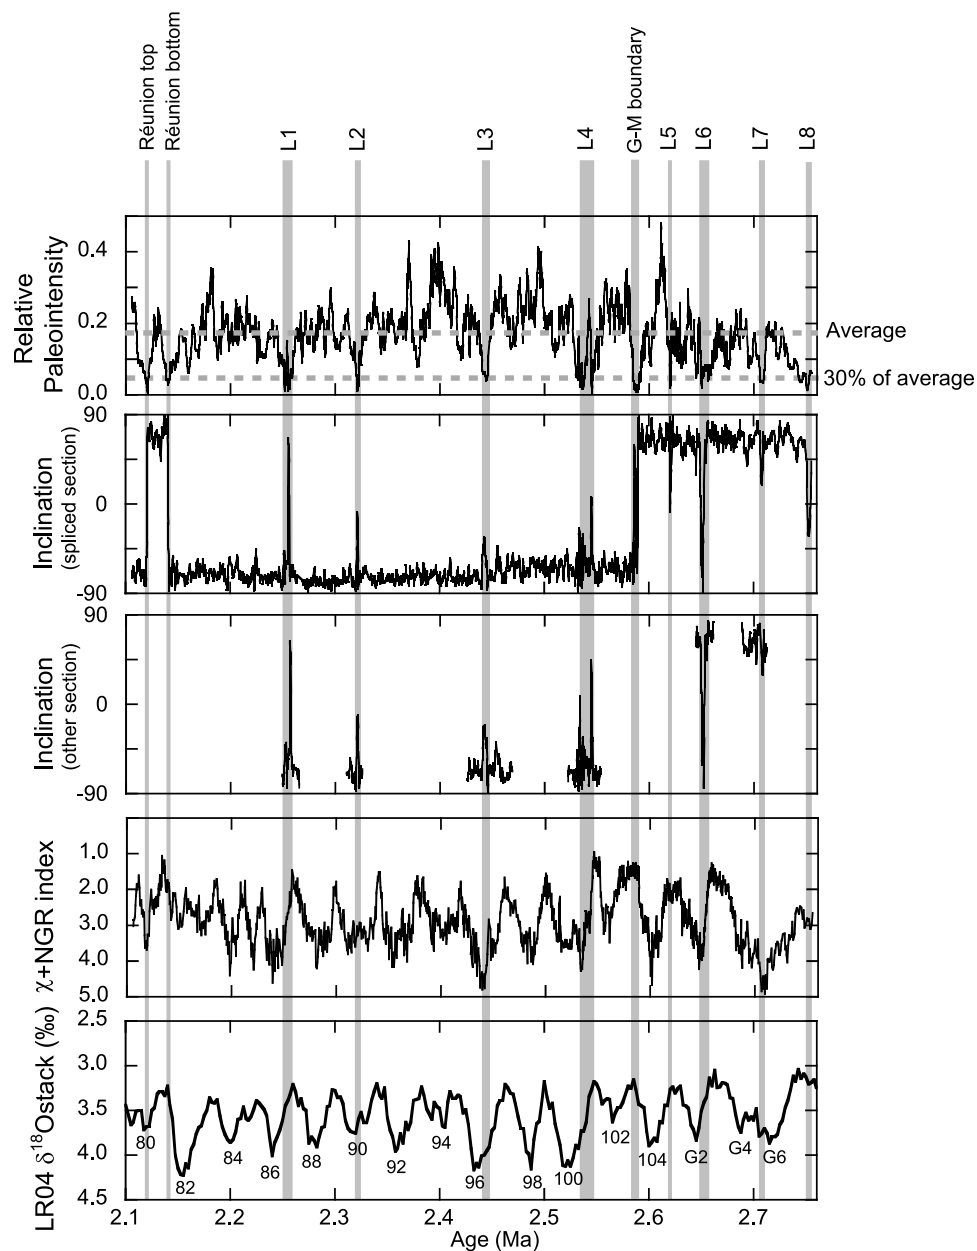 Réunion top
Réunion bottom
L1
L2
L3
L4
G-M boundary
L5
L6
L7
L8
Relative
Paleointensity
0.4
0.2
0.0
Average
30% of average
Inclination
(spliced section)
90
0
-90
Inclination
(other section)
90
0
-90
χ+NGR index
1.0
2.0
3.0
4.0
5.0
LR04 δ18Ostack (‰)
2.5
3.0
3.5
4.0
4.5
80
82
84
86
88
90
92
94
96
98
100
102
104
G2
G4
G6
2.1
2.2
2.3
2.4
2.5
2.6
2.7
Age (Ma)